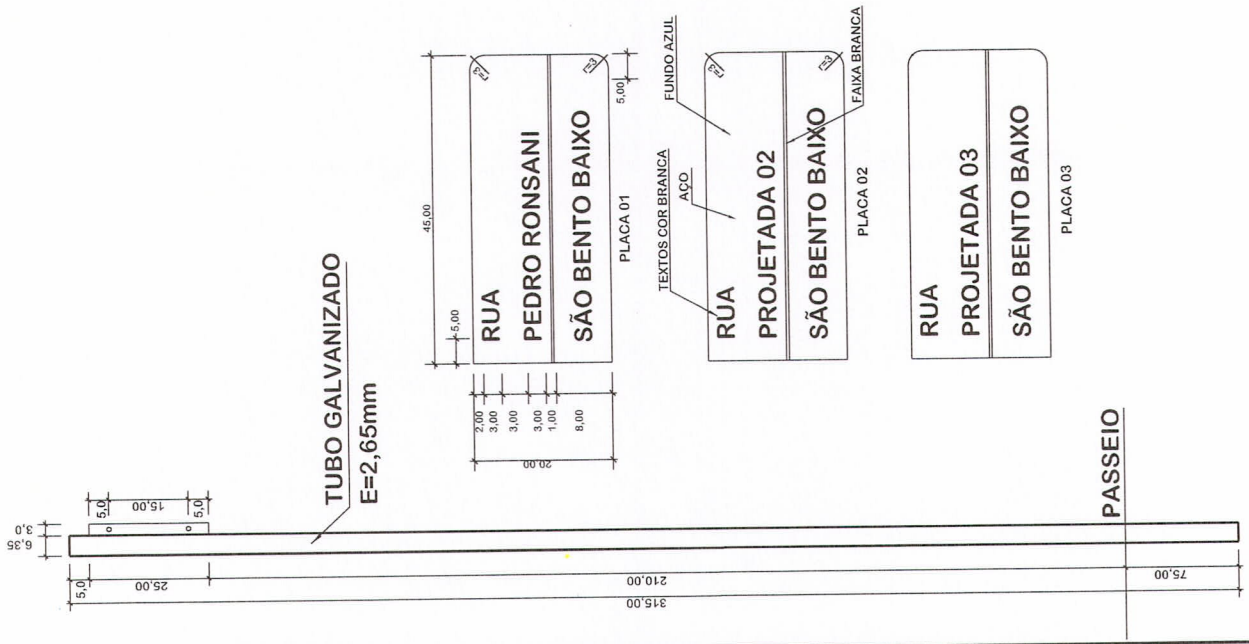 TUBO GALVANIZADO
E=2,65mm
5,0
15,00
5,0
3,0
6,35
5,0
25,00
210,00
315,00
75,00
PASSEIO
45,00
5,00
RUA
PEDRO RONSANI
SÃO BENTO BAIXO
PLACA 01
r=3
r=3
5,00
2,00
3,00
3,00
3,00
1,00
8,00
20,00
TEXTOS COR BRANCA
AÇO
FUNDO AZUL
FAIXA BRANCA
RUA
PROJETADA 02
SÃO BENTO BAIXO
PLACA 02
r=3
r=3
RUA
PROJETADA 03
SÃO BENTO BAIXO
PLACA 03